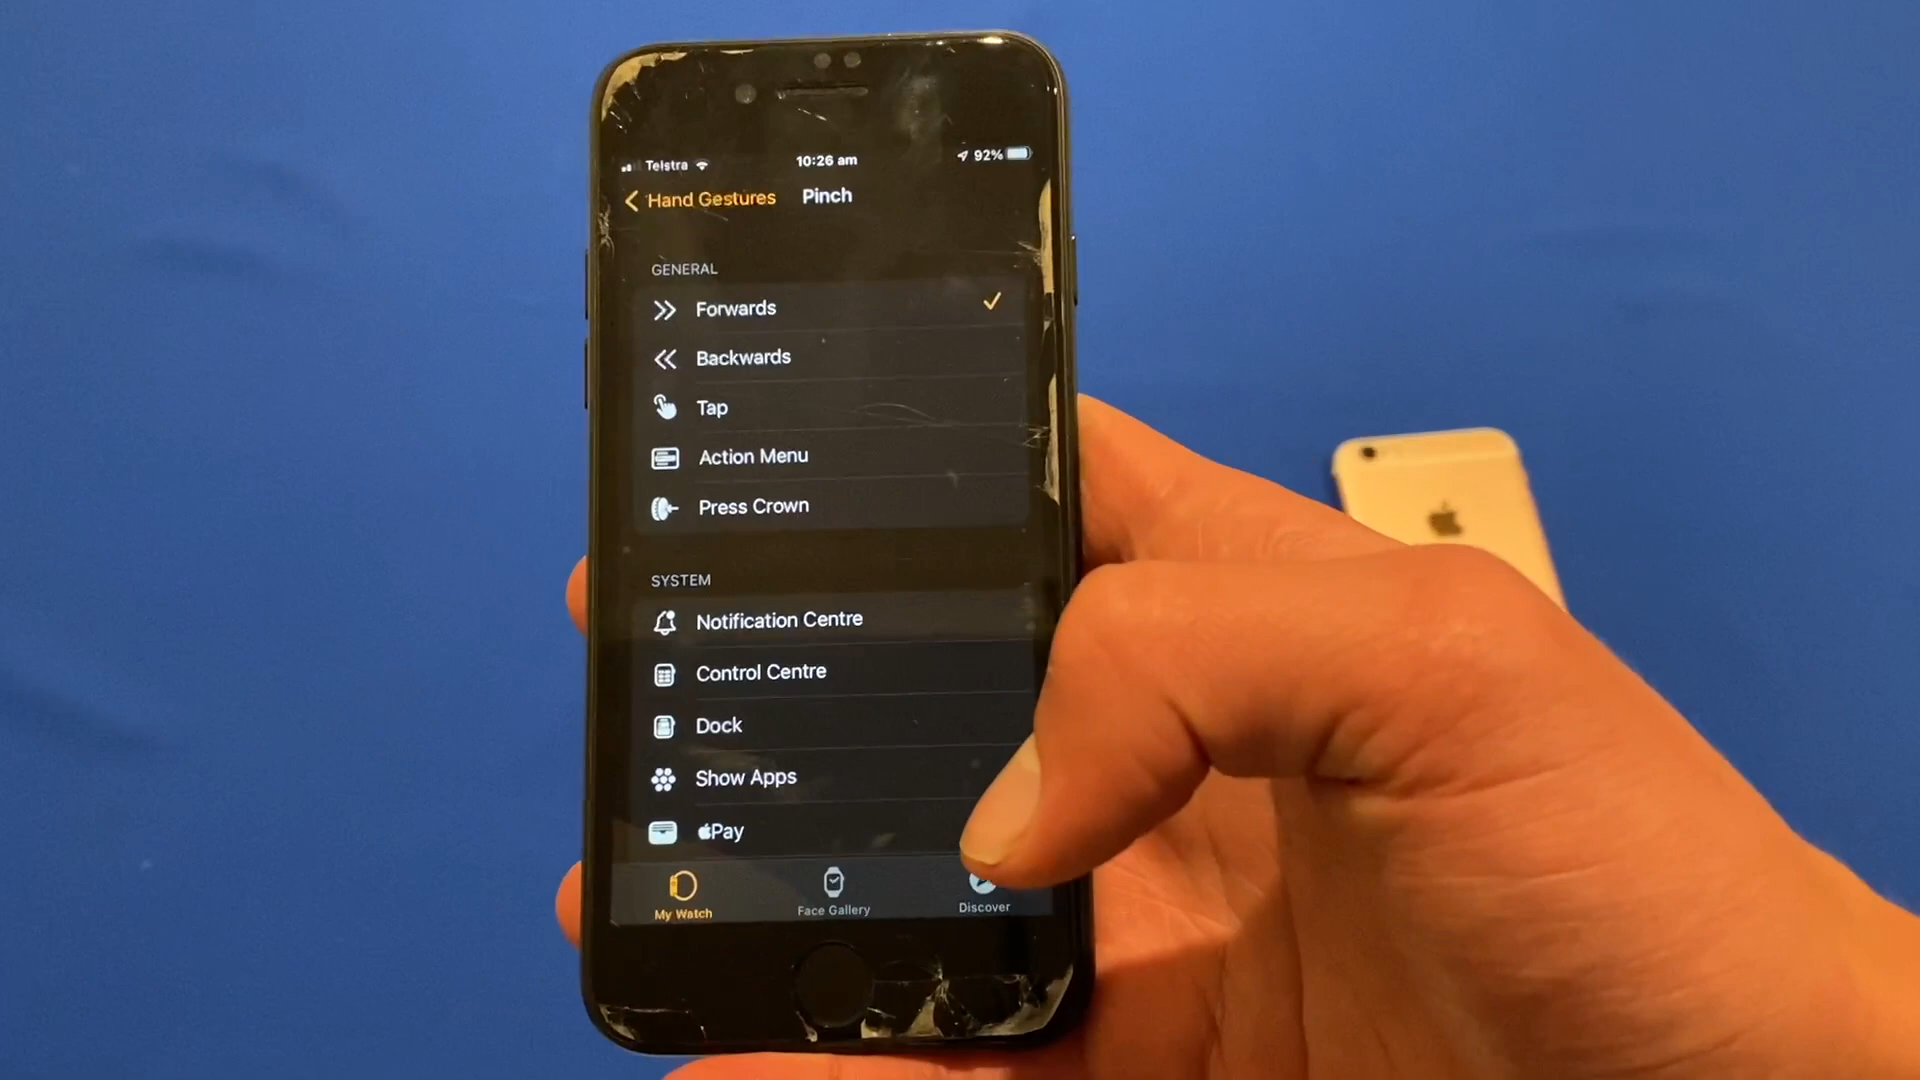 Telstra 10:26 am 92%
Hand Gestures Pinch
GENERAL
Forwards
Backwards
Tap
Action Menu
Press Crown
SYSTEM
Notification Centre
Control Centre
Dock
Show Apps
Pay
My Watch Face Gallery Discover